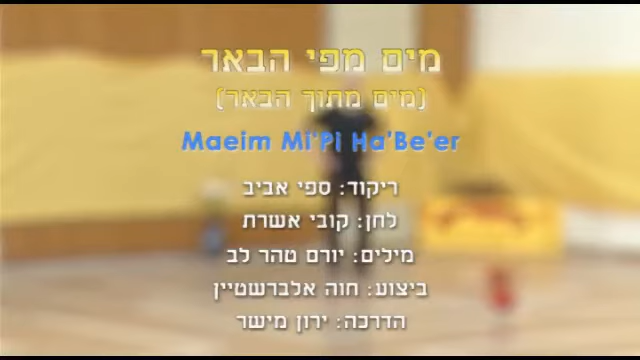 מים מפי הבאר
(מים מתוך הבאר)
Maeim Mi'Pi Ha'Be'er
ריקוד: ספי אביב
לחן: קובי אשרת
מילים: יורם טהר לב
ביצוע: חוה אלברשטיין
הדרכה: ירון מישר